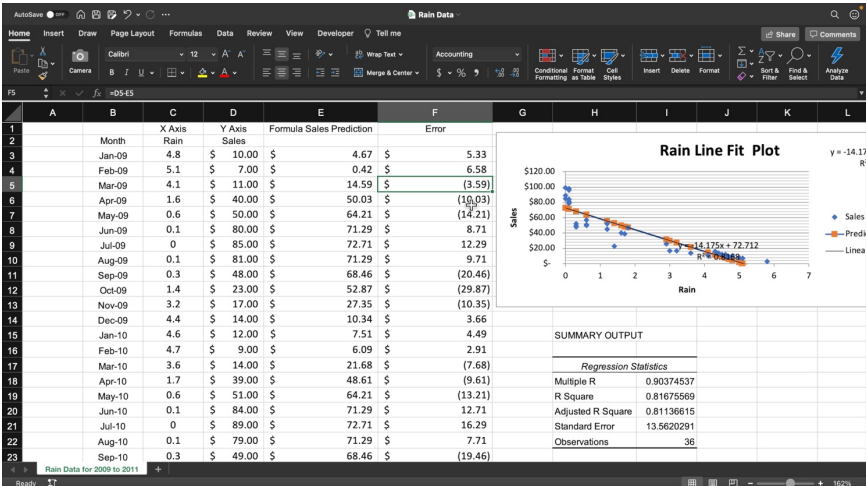 AutoSave OFF Rain Data
Home Insert Draw Page Layout Formulas Data Review View Developer Tell me Share Comments
Paste Camera Calibri 12 A A Wrap Text Accounting
B I U A Merge & Center $ % 9 Conditional Formatting Format as Table Cell Styles Insert Delete Format Sort & Filter Find & Select Analyze Data
F5 fx =D5-E5
A B C D E F G H I J K L
1 X Axis Y Axis Formula Sales Prediction Error
2 Month Rain Sales
3 Jan-09 4.8 $ 10.00 $ 4.67 $ 5.33
4 Feb-09 5.1 $ 7.00 $ 0.42 $ 6.58
5 Mar-09 4.1 $ 11.00 $ 14.59 $ (3.59)
6 Apr-09 1.6 $ 40.00 $ 50.03 $ (10.03)
7 May-09 0.6 $ 50.00 $ 64.21 $ (14.21)
8 Jun-09 0.1 $ 80.00 $ 71.29 $ 8.71
9 Jul-09 0 $ 85.00 $ 72.71 $ 12.29
10 Aug-09 0.1 $ 81.00 $ 71.29 $ 9.71
11 Sep-09 0.3 $ 48.00 $ 68.46 $ (20.46)
12 Oct-09 1.4 $ 23.00 $ 52.87 $ (29.87)
13 Nov-09 3.2 $ 17.00 $ 27.35 $ (10.35)
14 Dec-09 4.4 $ 14.00 $ 10.34 $ 3.66
15 Jan-10 4.6 $ 12.00 $ 7.51 $ 4.49
16 Feb-10 4.7 $ 9.00 $ 6.09 $ 2.91
17 Mar-10 3.6 $ 14.00 $ 21.68 $ (7.68)
18 Apr-10 1.7 $ 39.00 $ 48.61 $ (9.61)
19 May-10 0.6 $ 51.00 $ 64.21 $ (13.21)
20 Jun-10 0.1 $ 84.00 $ 71.29 $ 12.71
21 Jul-10 0 $ 89.00 $ 72.71 $ 16.29
22 Aug-10 0.1 $ 79.00 $ 71.29 $ 7.71
23 Sep-10 0.3 $ 49.00 $ 68.46 $ (19.46)
Rain Line Fit Plot
y = -14.17
R²
$120.00
$100.00
$80.00
$60.00
$40.00
$20.00
$-
Sales
0 1 2 3 4 5 6 7
Rain
y = -14.175x + 72.712
R² = 0.8168
Sales
Predi
Linea
SUMMARY OUTPUT
Regression Statistics
Multiple R 0.90374537
R Square 0.81675569
Adjusted R Square 0.81136615
Standard Error 13.5620291
Observations 36
Rain Data for 2009 to 2011 +
Ready 162%